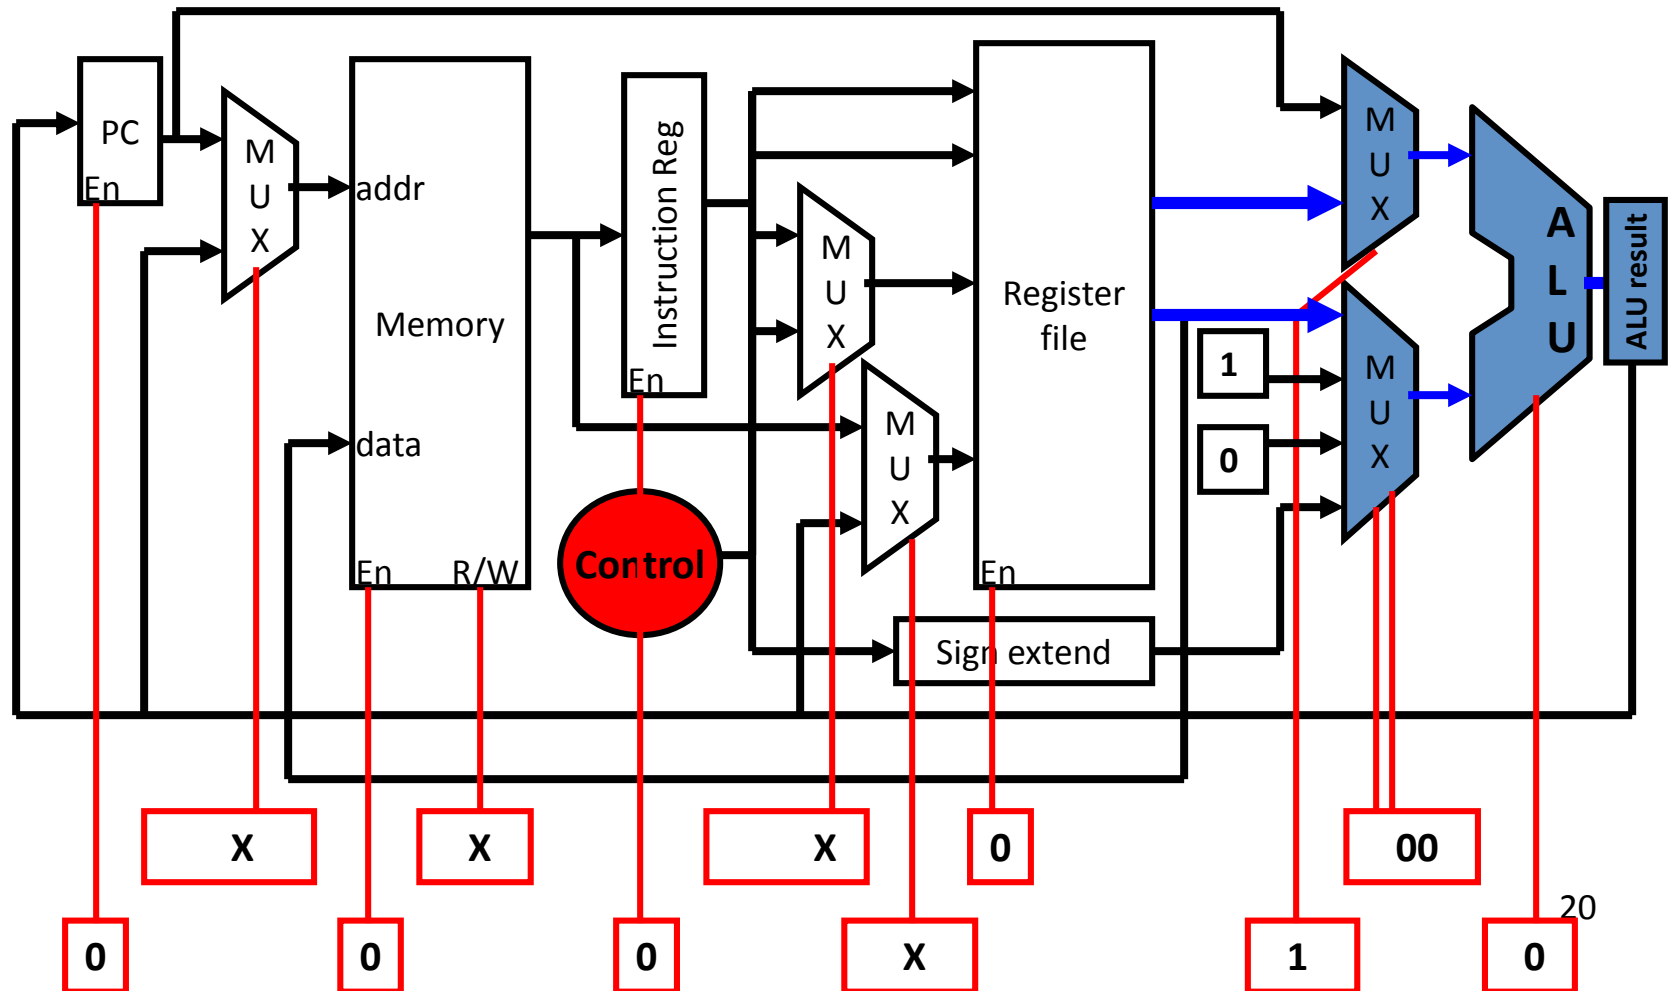 PC
En
M
U
X
addr
Memory
data
En
R/W
Instruction Reg
En
Control
M
U
X
M
U
X
Register
file
En
Sign extend
1
0
M
U
X
M
U
X
A
L
U
ALU result
X
X
X
0
00
20
0
0
0
X
1
0